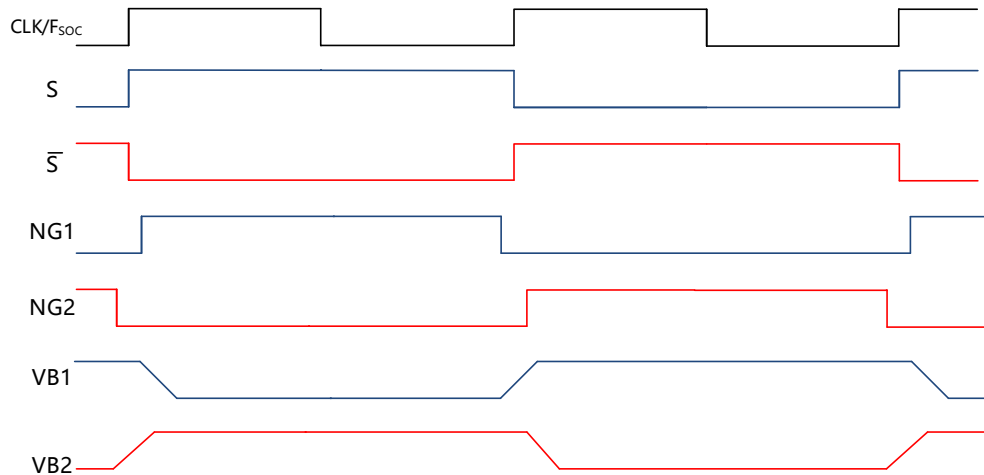 CLK/FSOC
S
S̅
NG1
NG2
VB1
VB2